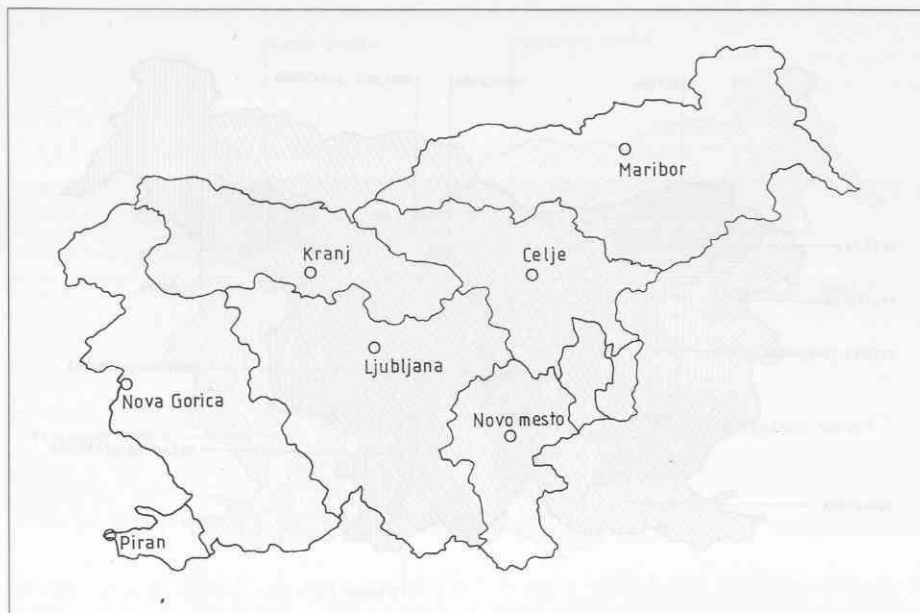 Maribor
Kranj
Celje
Ljubljana
Nova Gorica
Novo mesto
Piran